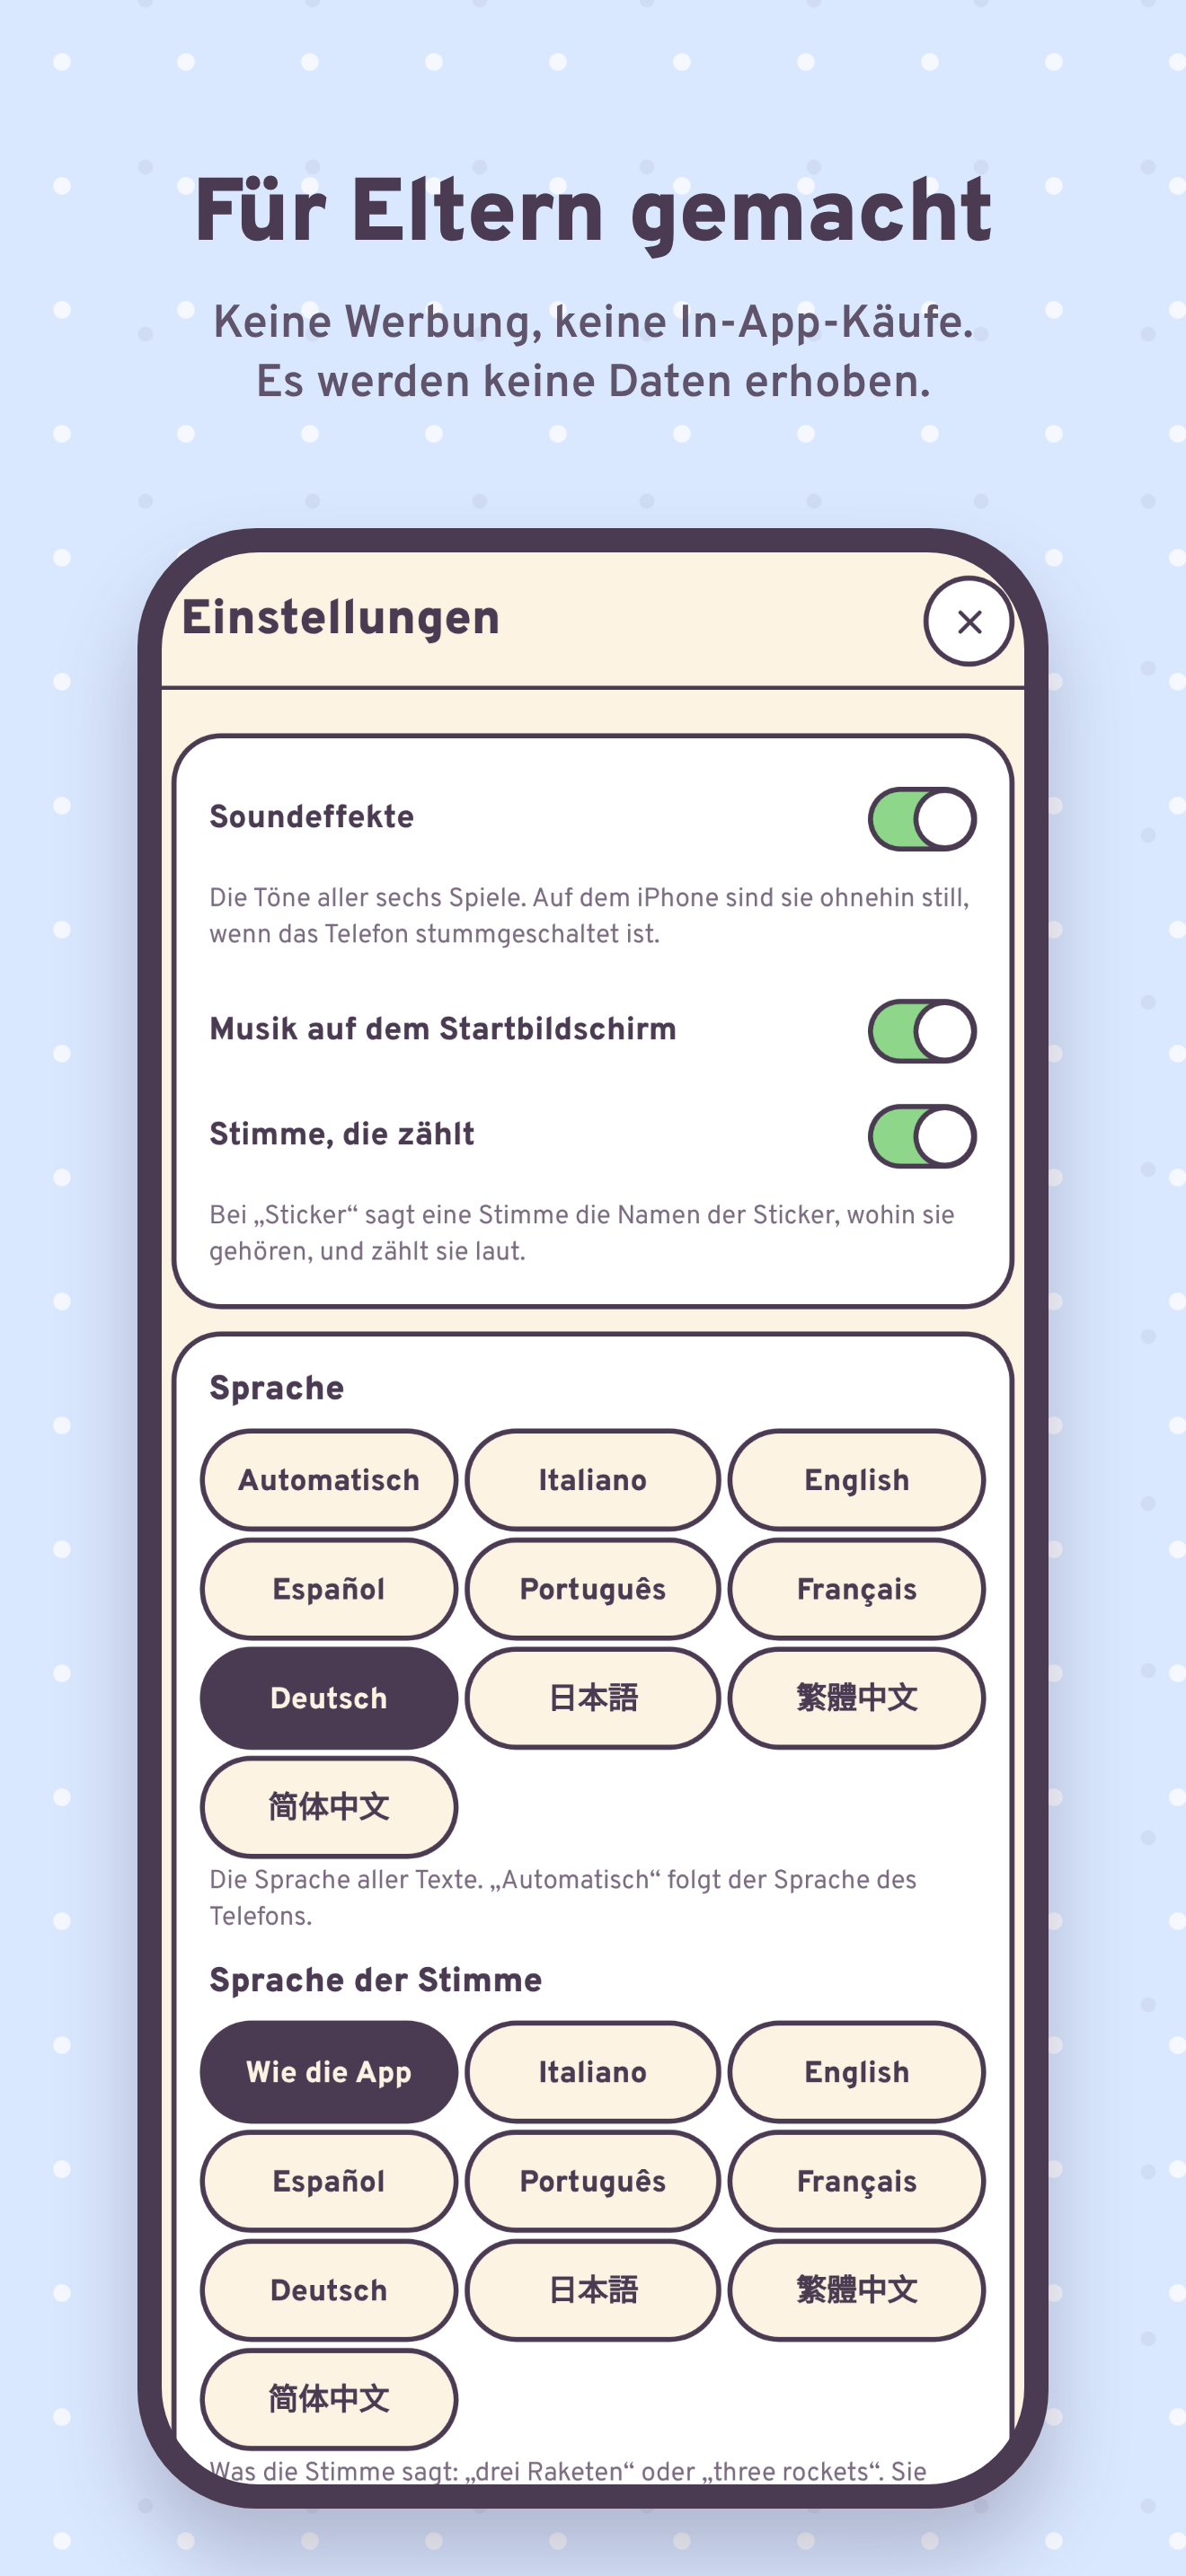 Für Eltern gemacht
Keine Werbung, keine In-App-Käufe.
Es werden keine Daten erhoben.
Einstellungen
Soundeffekte
Die Töne aller sechs Spiele. Auf dem iPhone sind sie ohnehin still,
wenn das Telefon stummgeschaltet ist.
Musik auf dem Startbildschirm
Stimme, die zählt
Bei „Sticker“ sagt eine Stimme die Namen der Sticker, wohin sie
gehören, und zählt sie laut.
Sprache
Automatisch Italiano English
Español Português Français
Deutsch 日本語 繁體中文
简体中文
Die Sprache aller Texte. „Automatisch“ folgt der Sprache des
Telefons.
Sprache der Stimme
Wie die App Italiano English
Español Português Français
Deutsch 日本語 繁體中文
简体中文
Was die Stimme sagt: „drei Raketen“ oder „three rockets“. Sie